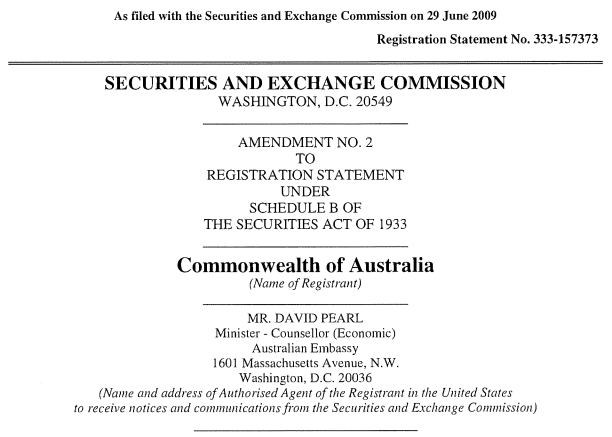 As filed with the Securities and Exchange Commission on 29 June 2009
Registration Statement No. 333-157373
SECURITIES AND EXCHANGE COMMISSION
WASHINGTON, D.C. 20549
AMENDMENT NO. 2
TO
REGISTRATION STATEMENT
UNDER
SCHEDULE B OF
THE SECURITIES ACT OF 1933
Commonwealth of Australia
(Name of Registrant)
MR. DAVID PEARL
Minister - Counsellor (Economic)
Australian Embassy
1601 Massachusetts Avenue, N.W.
Washington, D.C. 20036
(Name and address of Authorised Agent of the Registrant in the United States
to receive notices and communications from the Securities and Exchange Commission)